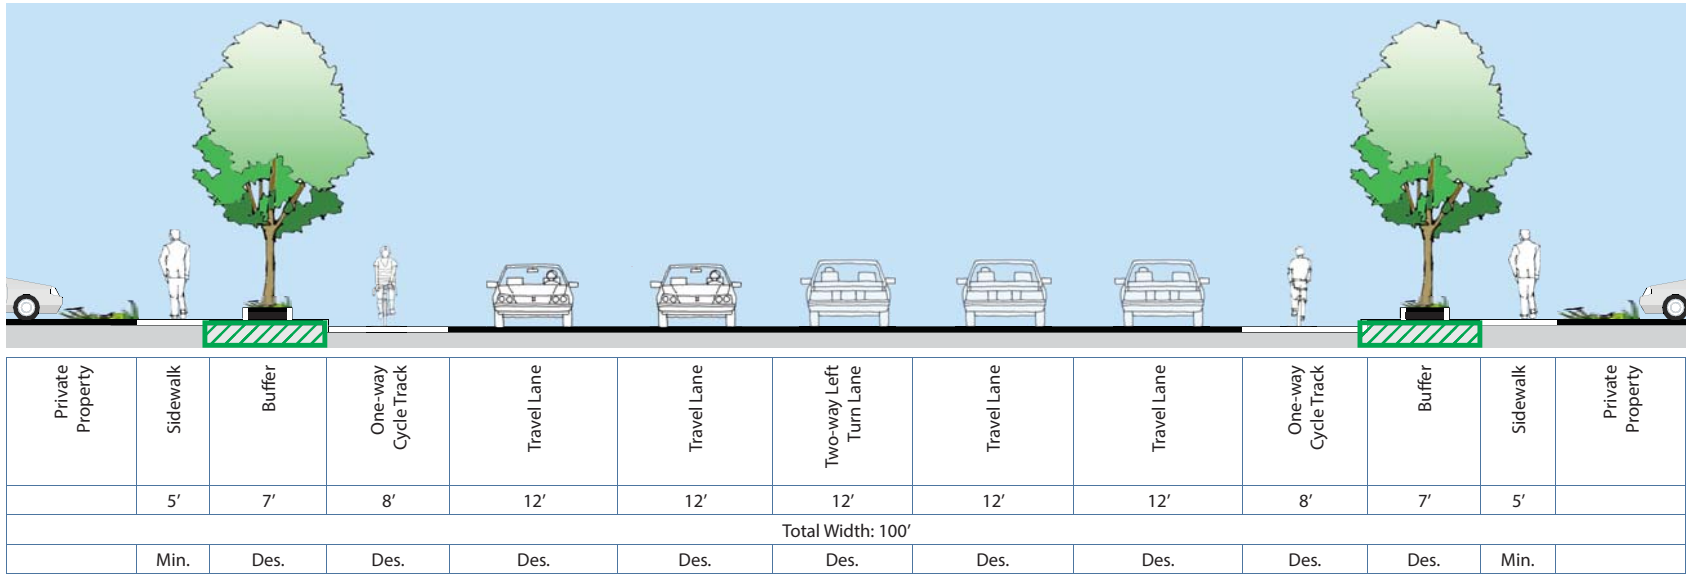 Private
Property
Sidewalk
Buffer
One-way
Cycle Track
Travel Lane
Travel Lane
Two-way Left
Turn Lane
Travel Lane
Travel Lane
One-way
Cycle Track
Buffer
Sidewalk
Private
Property
5’ 7’ 8’ 12’ 12’ 12’ 12’ 12’ 8’ 7’ 5’
Total Width: 100’
Min. Des. Des. Des. Des. Des. Des. Des. Des. Des. Min.